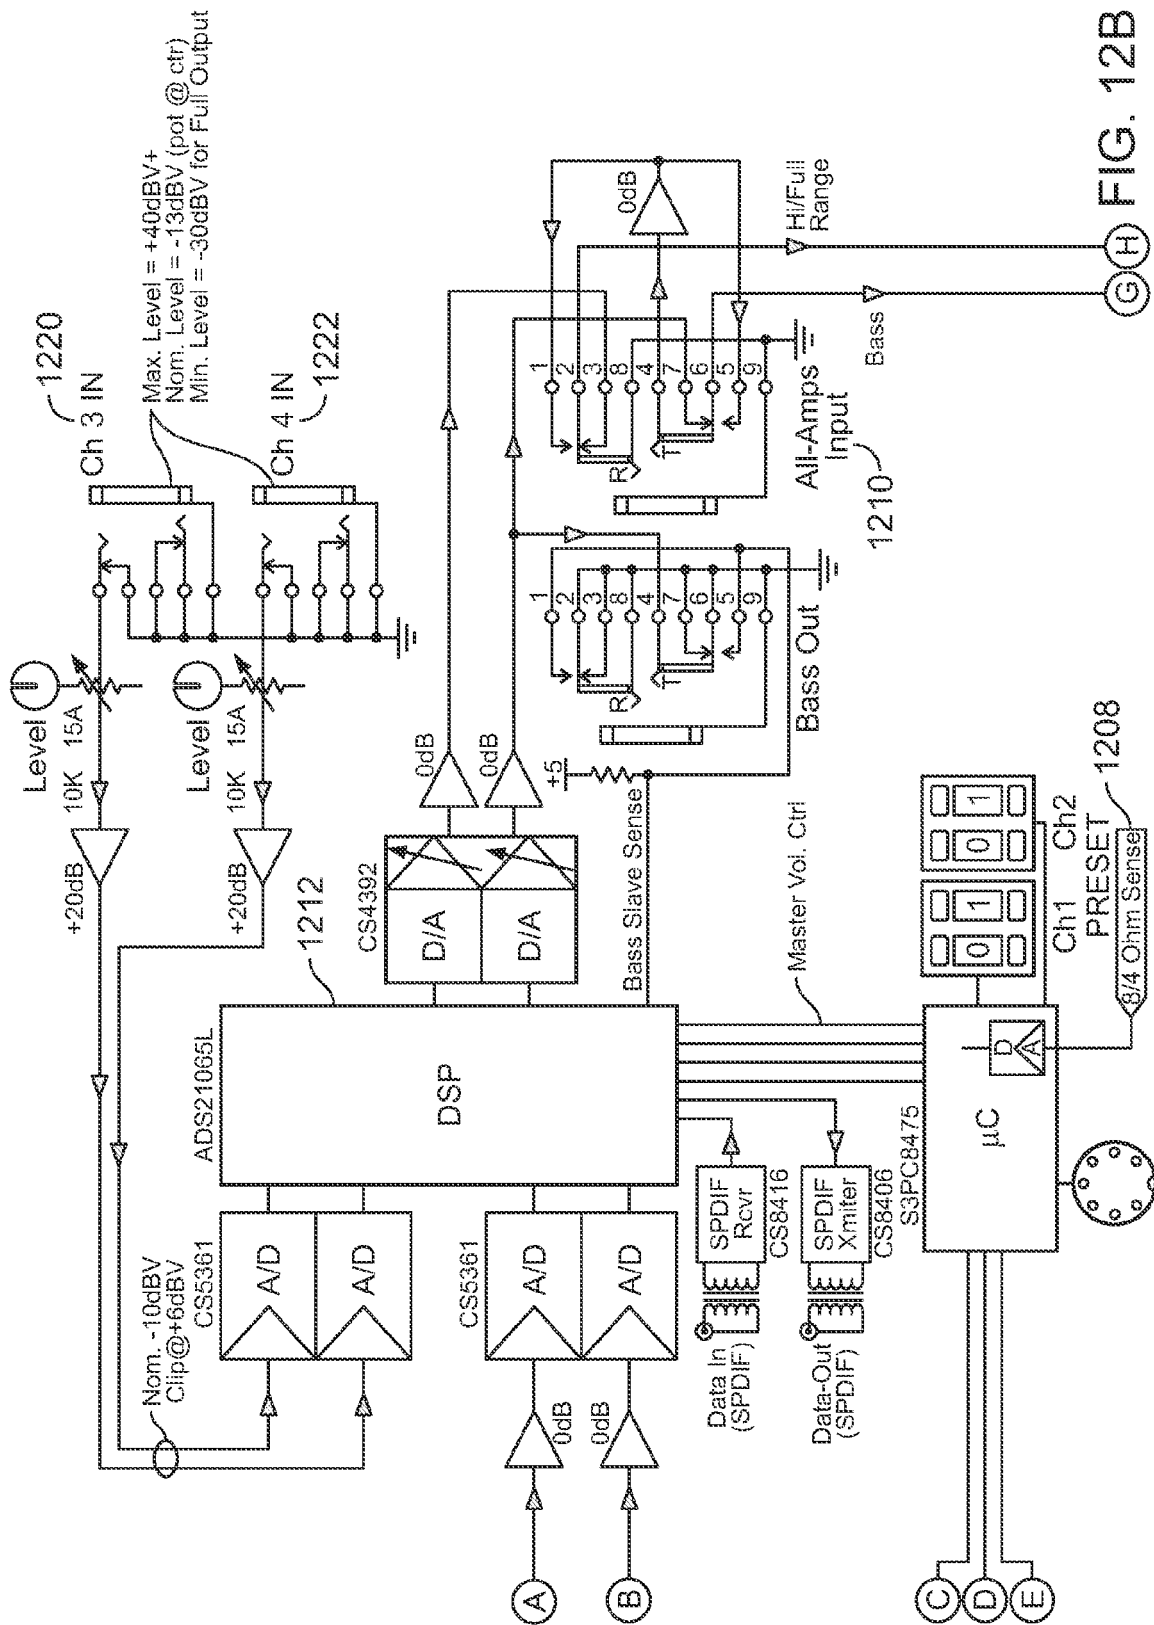 Max. Level = +40dBV+
Nom. Level = -13dBV (pot @ ctr)
Min. Level = -30dBV for Full Output
1220
Ch 3 IN
1222
Ch 4 IN
Level
10K 15A
+20dB
Level
10K 15A
+20dB
Nom. -10dBV
Clip@+6dBV
CS5361
A/D
A/D
CS5361
A/D
A/D
0dB
0dB
A
B
ADS21065L
DSP
1212
CS4392
D/A
D/A
0dB
0dB
+5
Bass Slave Sense
Bass Out
1
2
3
8
4
7
6
5
9
R
T
All-Amps
Input
1210
1
2
3
8
4
7
6
5
9
R
T
0dB
Hi/Full
Range
Bass
G
H
Master Vol. Ctrl
SPDIF
Rcvr
CS8416
Data In
(SPDIF)
SPDIF
Xmiter
CS8406
Data-Out
(SPDIF)
S3PC8475
µC
D
A
0 1
0 1
Ch1 Ch2
PRESET
1208
8/4 Ohm Sense
C
D
E
FIG. 12B